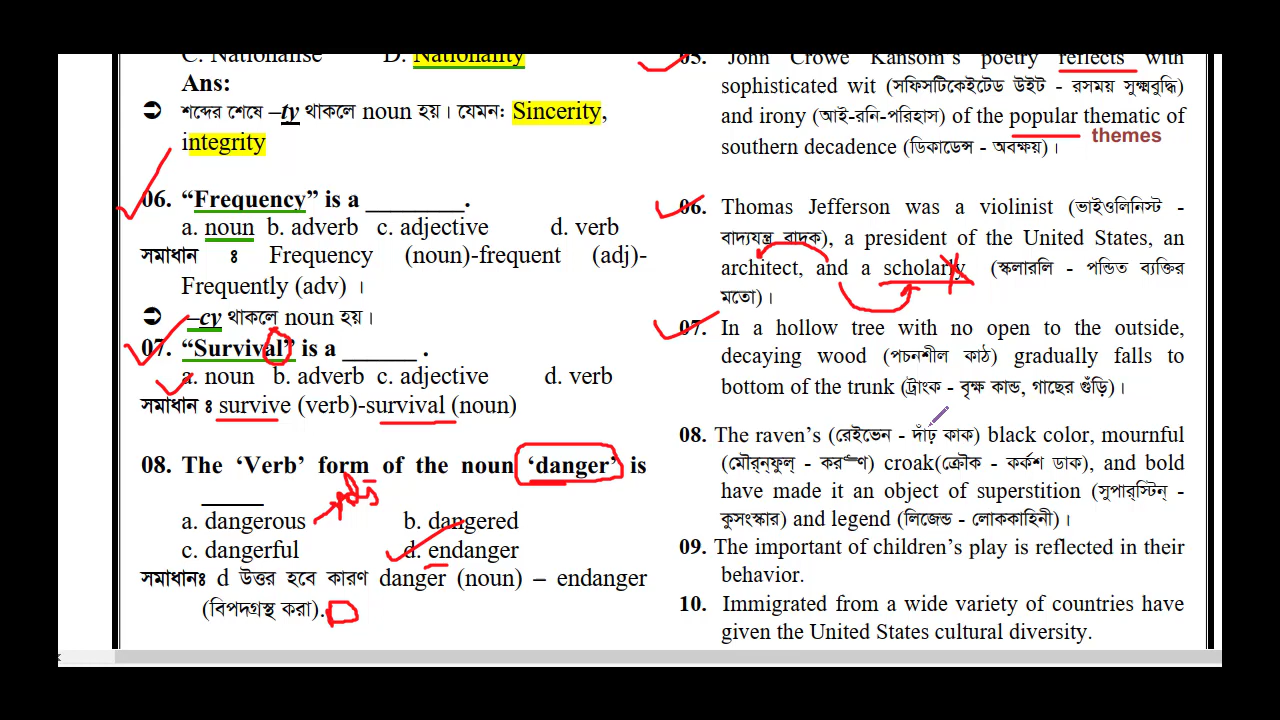 C. Nationalise D. Nationality
Ans:
➲ শব্দের শেষে –ty থাকলে noun হয়। যেমন: Sincerity,
integrity
06. “Frequency” is a ________.
a. noun b. adverb c. adjective d. verb
সমাধান ঃ Frequency (noun)-frequent (adj)-
Frequently (adv) ।
➲ –cy থাকলে noun হয়।
07. “Survival” is a ______ .
a. noun b. adverb c. adjective d. verb
সমাধান ঃ survive (verb)-survival (noun)
08. The ‘Verb’ form of the noun ‘danger’ is
_____
a. dangerous b. dangered
c. dangerful d. endanger
সমাধানঃ d উত্তর হবে কারণ danger (noun) – endanger
(বিপদগ্রস্থ করা).
05. John Crowe Kansom’s poetry reflects with
sophisticated wit (সফিসটিকেইটেড উইট - রসময় সুক্ষ্মবুদ্ধি)
and irony (আই-রনি-পরিহাস) of the popular thematic of
themes
southern decadence (ডিকাডেন্স - অবক্ষয়)।
06. Thomas Jefferson was a violinist (ভাইওলিনিস্ট -
বাদ্যযন্ত্র বাদক), a president of the United States, an
architect, and a scholarly (স্কলারলি - পন্ডিত ব্যক্তির
মতো)।
07. In a hollow tree with no open to the outside,
decaying wood (পচনশীল কাঠ) gradually falls to
bottom of the trunk (ট্রাংক - বৃক্ষ কান্ড, গাছের গুঁড়ি)।
08. The raven’s (রেইভেন - দাঁঢ় কাক) black color, mournful
(মৌর্‌ন্‌ফুল্‌ - করুণ) croak(ক্রৌক - কর্কশ ডাক), and bold
have made it an object of superstition (সুপার্‌স্টিন্‌ -
কুসংস্কার) and legend (লিজেন্ড - লোককাহিনী)।
09. The important of children’s play is reflected in their
behavior.
10. Immigrated from a wide variety of countries have
given the United States cultural diversity.